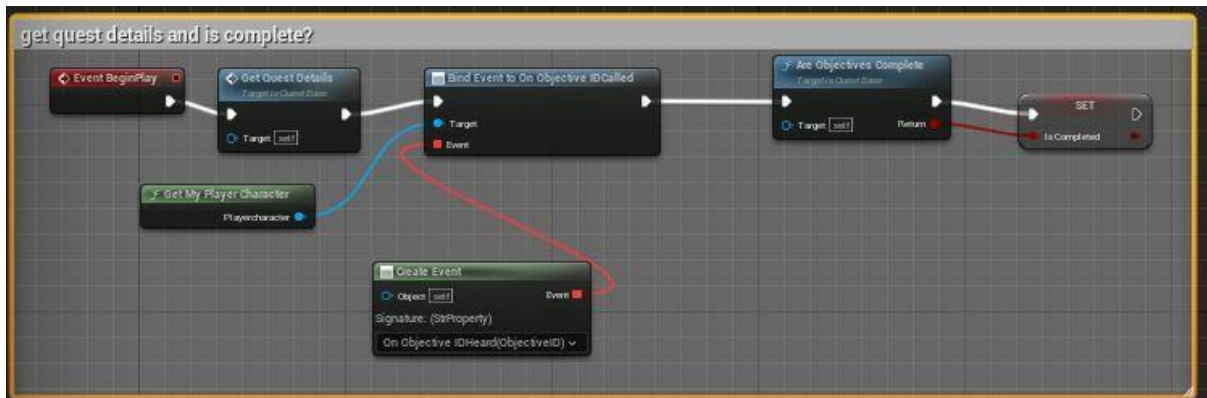 get quest details and is complete?
Event BeginPlay
Get Quest Details
Target is Quest Base
Target self
Bind Event to On Objective IDCalled
Target
Event
Are Objectives Complete
Target is Quest Base
Target self
Return
SET
Is Completed
Get My Player Character
Playercharacter
Create Event
Object self
Event
Signature: (StrProperty)
On Objective IDHeard(ObjectiveID)